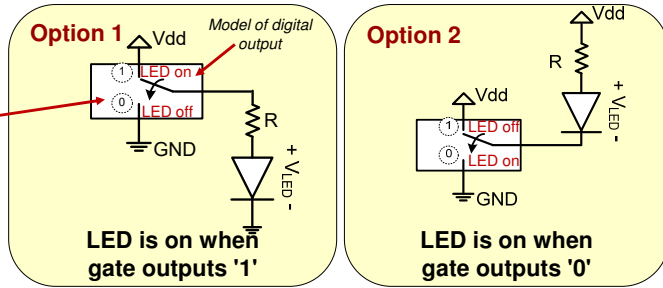 Option 1
Vdd
Model of digital
output
1
LED on
0
LED off
R
GND
+ VLED -
LED is on when
gate outputs '1'
Option 2
Vdd
R
+ VLED -
Vdd
1
LED off
0
LED on
GND
LED is on when
gate outputs '0'